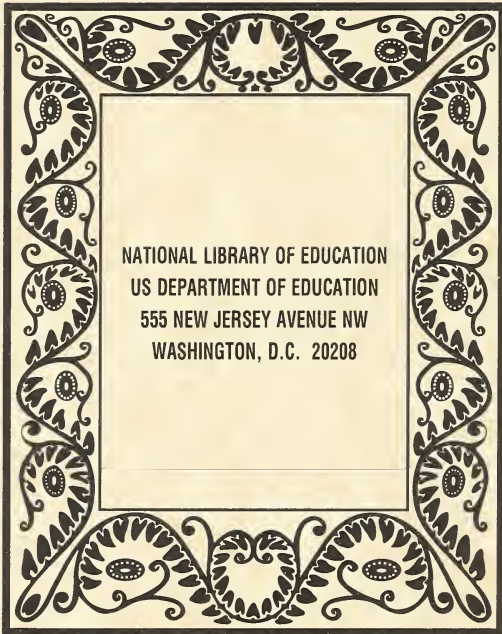 NATIONAL LIBRARY OF EDUCATION
US DEPARTMENT OF EDUCATION
555 NEW JERSEY AVENUE NW
WASHINGTON, D.C. 20208